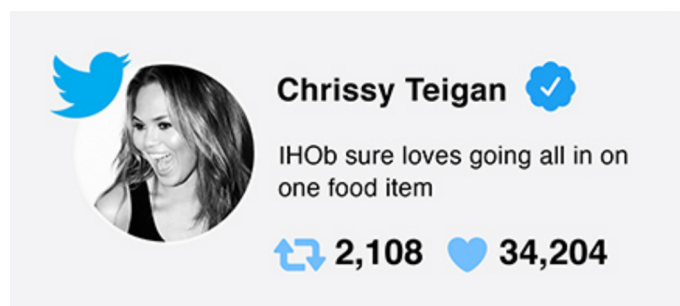 Chrissy Teigan
IHOb sure loves going all in on
one food item
2,108 34,204